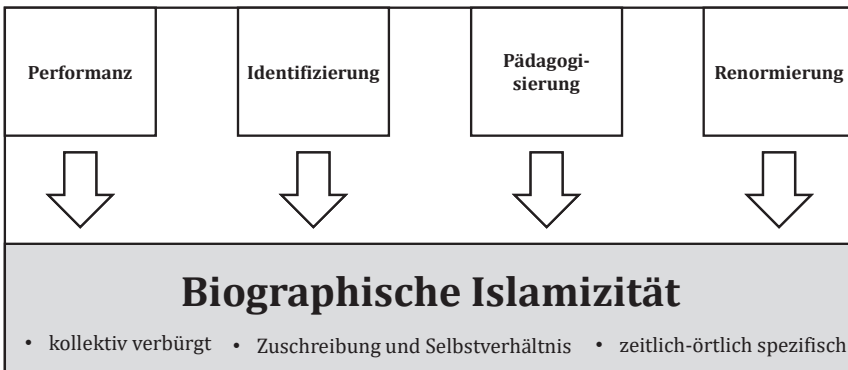 Performanz
Identifizierung
Pädagogi-
sierung
Renormierung
Biographische Islamizität
• kollektiv verbürgt • Zuschreibung und Selbstverhältnis • zeitlich-örtlich spezifisch